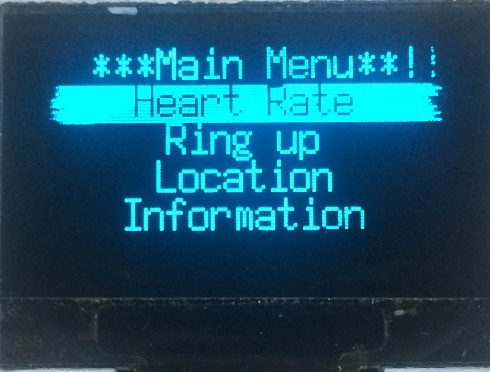 ***Main Menu**!!
Heart Rate
Ring up
Location
Information